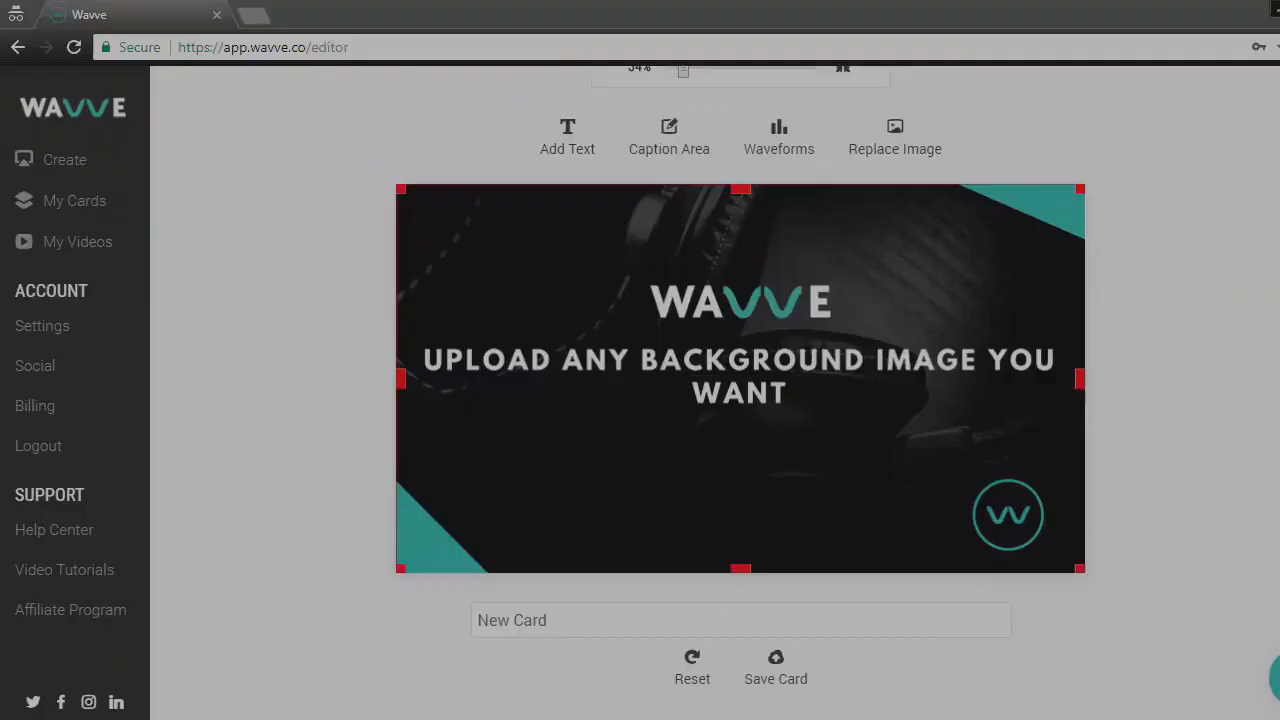 Wavve
Secure https://app.wavve.co/editor
34%
WAVVE
Create
My Cards
My Videos
ACCOUNT
Settings
Social
Billing
Logout
SUPPORT
Help Center
Video Tutorials
Affiliate Program
Add Text
Caption Area
Waveforms
Replace Image
WAVVE
UPLOAD ANY BACKGROUND IMAGE YOU
WANT
New Card
Reset
Save Card